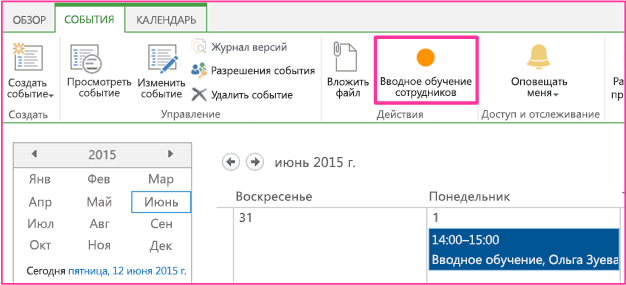 ОБЗОР СОБЫТИЯ КАЛЕНДАРЬ
Создать событие
Просмотреть событие
Изменить событие
Журнал версий
Разрешения события
Удалить событие
Вложить файл
Вводное обучение сотрудников
Оповещать меня
Создать Управление Действия Доступ и отслеживание
2015
Янв Фев Мар
Апр Май Июнь
Июл Авг Сен
Окт Ноя Дек
Сегодня пятница, 12 июня 2015 г.
июнь 2015 г.
Воскресенье Понедельник
31 1
14:00–15:00
Вводное обучение, Ольга Зуева